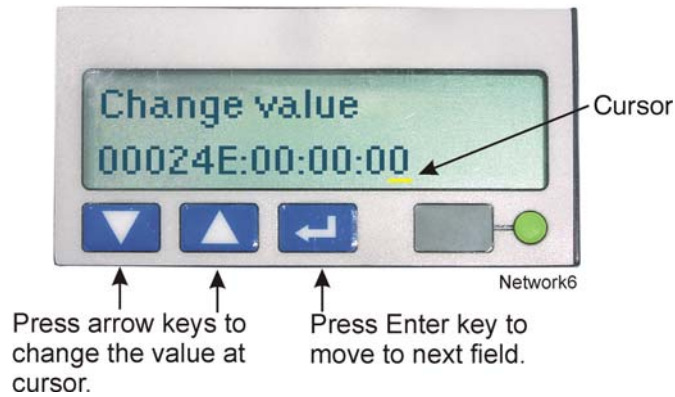 Change value
00024E:00:00:00
Cursor
Network6
Press arrow keys to
change the value at
cursor.
Press Enter key to
move to next field.